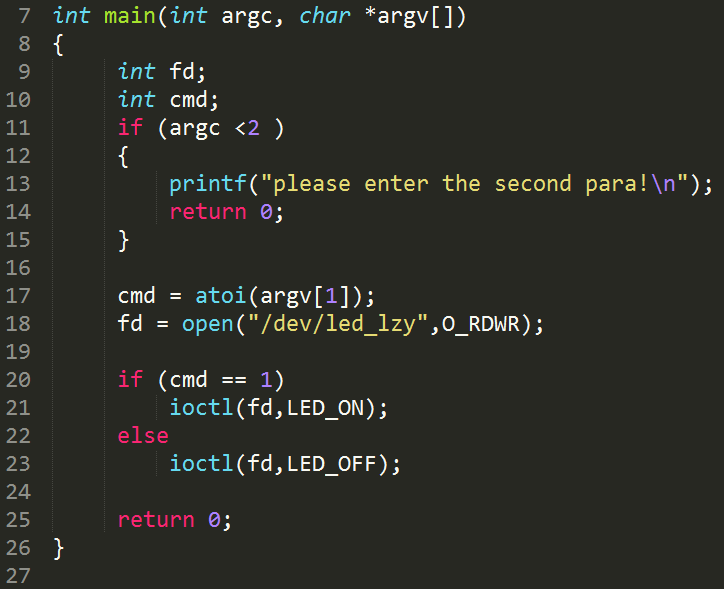 7 int main(int argc, char *argv[])
8 {
9 int fd;
10 int cmd;
11 if (argc <2 )
12 {
13 printf("please enter the second para!\n");
14 return 0;
15 }
16
17 cmd = atoi(argv[1]);
18 fd = open("/dev/led_lzy",O_RDWR);
19
20 if (cmd == 1)
21 ioctl(fd,LED_ON);
22 else
23 ioctl(fd,LED_OFF);
24
25 return 0;
26 }
27